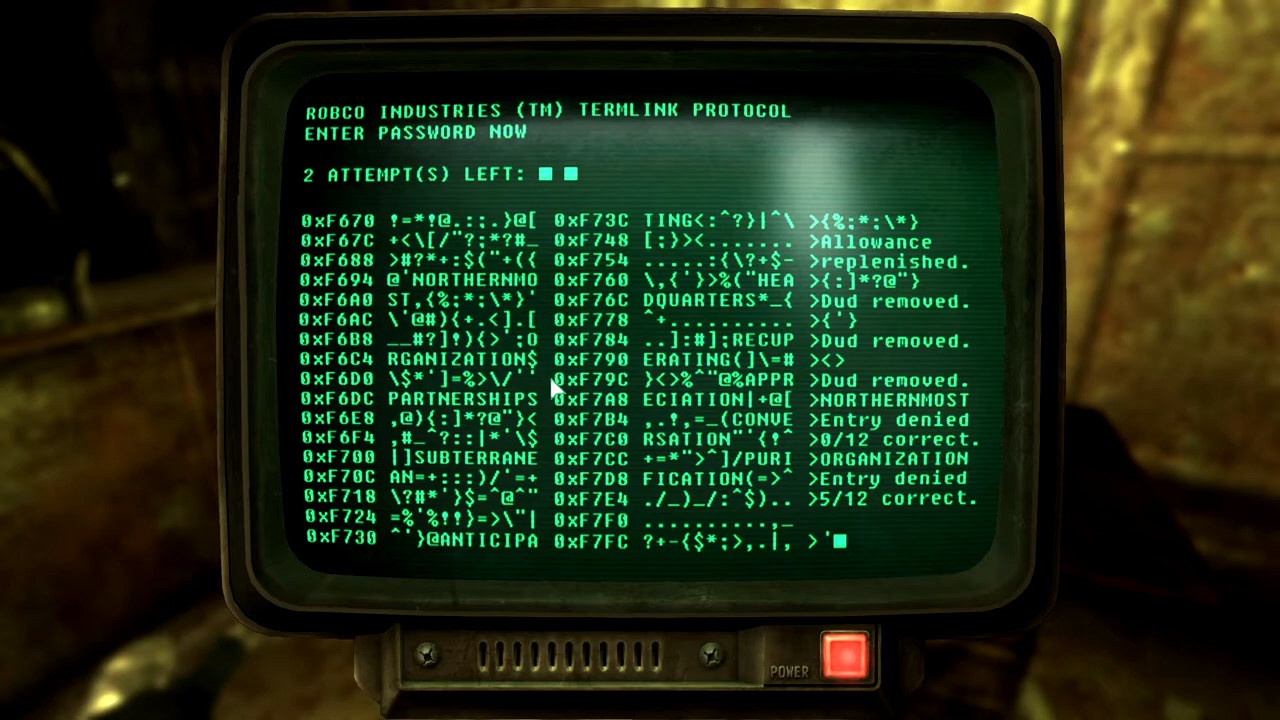 ROBCO INDUSTRIES (TM) TERMLINK PROTOCOL
ENTER PASSWORD NOW
2 ATTEMPT(S) LEFT: ■ ■
0xF670 !=*!@.:;.}@[ 0xF73C TING<:^?}|^\ >{%;*:\*}
0xF67C +<\[/"?;*?#_ 0xF748 [;}><....... >Allowance
0xF688 >#?*+:$("+({ 0xF754 .....:{\?+$- >replenished.
0xF694 @'NORTHERNMO 0xF760 \,{'}>%("HEA >{:]*?@"}
0xF6A0 ST,{%;*:\*}' 0xF76C DQUARTERS*_{ >Dud removed.
0xF6AC \'@#){+.<].[ 0xF778 ^+.......... >{'}
0xF6B8 __#?]!){>';O 0xF784 ..]:#];RECUP >Dud removed.
0xF6C4 RGANIZATION$ 0xF790 ERATING(]\=# ><>
0xF6D0 \$*']=%>\/'' 0xF79C }<>%^"@%APPR >Dud removed.
0xF6DC PARTNERSHIPS 0xF7A8 ECIATION|+@[ >NORTHERNMOST
0xF6E8 ,@){:]*?@"}< 0xF7B4 ,.!,=_(CONVE >Entry denied
0xF6F4 ,#_^?::|*'\$ 0xF7C0 RSATION"'{!^ >0/12 correct.
0xF700 |]SUBTERRANE 0xF7CC +=*">^]/PURI >ORGANIZATION
0xF70C AN=+:::)/'=+ 0xF7D8 FICATION(=>^ >Entry denied
0xF718 \?#*'}$=^@^" 0xF7E4 ./_)_/:^$).. >5/12 correct.
0xF724 =%'%!!}=>\"| 0xF7F0 ..........,_
0xF730 ^'}@ANTICIPA 0xF7FC ?+-{$*;>,.|, >'■
POWER